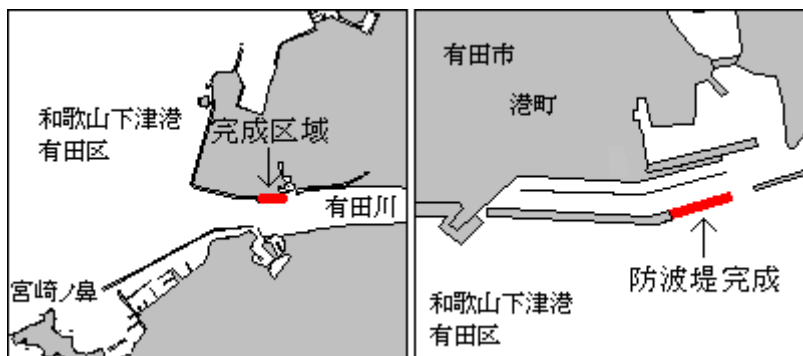 和歌山下津港
有田区
完成区域
有田川
宮崎ノ鼻
有田市
港町
防波堤完成
和歌山下津港
有田区